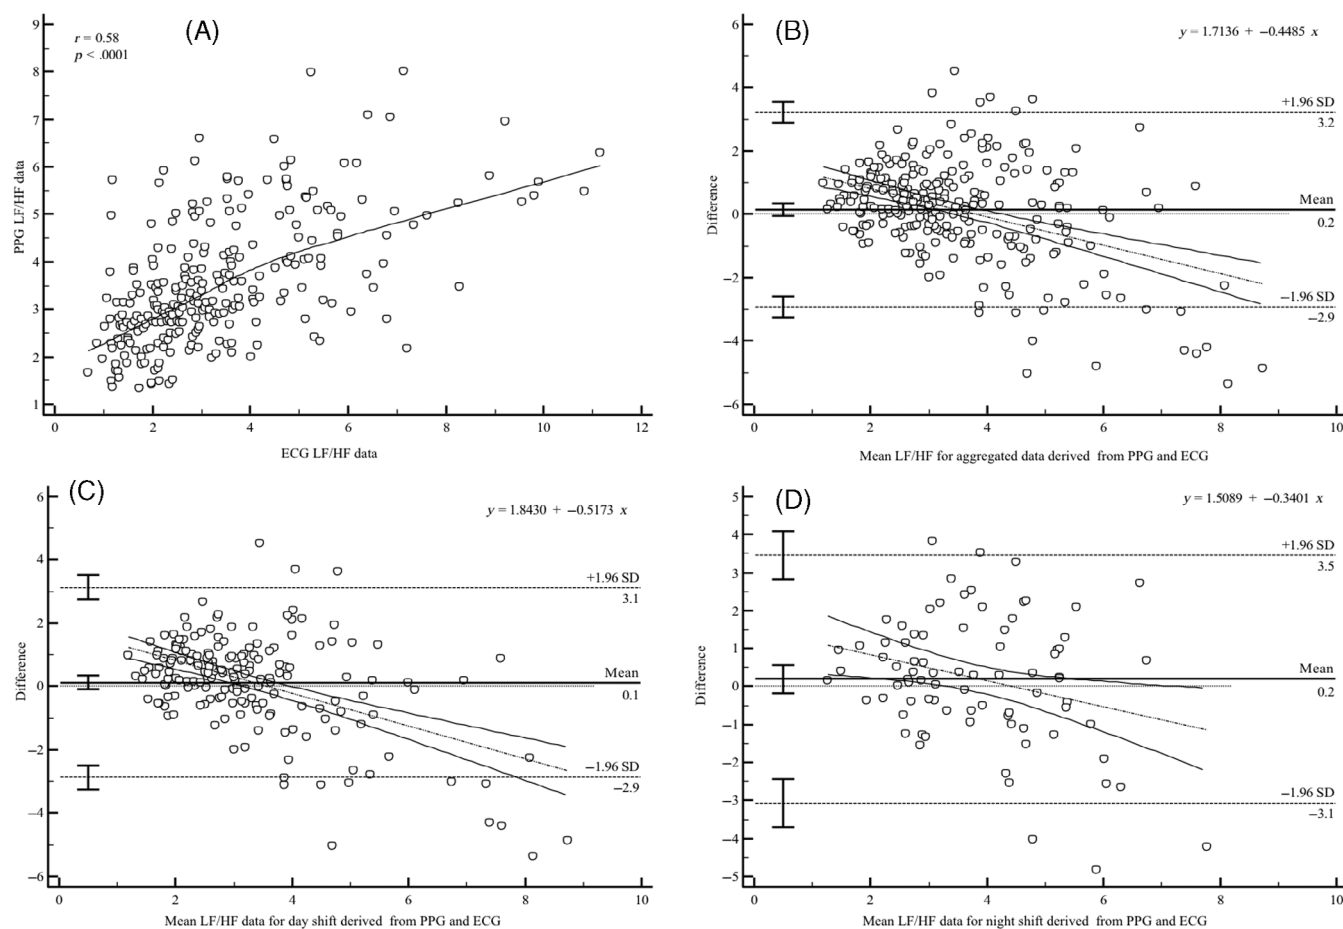 (A)
r = 0.58
p < .0001
9
8
7
6
5
4
3
2
1
PPG LF/HF data
0 2 4 6 8 10 12
ECG LF/HF data
(B)
y = 1.7136 + −0.4485 x
6
4
2
0
−2
−4
−6
Difference
+1.96 SD
3.2
Mean
0.2
−1.96 SD
−2.9
0 2 4 6 8 10
Mean LF/HF for aggregated data derived from PPG and ECG
(C)
y = 1.8430 + −0.5173 x
6
4
2
0
−2
−4
−6
Difference
+1.96 SD
3.1
Mean
0.1
−1.96 SD
−2.9
0 2 4 6 8 10
Mean LF/HF data for day shift derived from PPG and ECG
(D)
y = 1.5089 + −0.3401 x
5
4
3
2
1
0
−1
−2
−3
−4
−5
Difference
+1.96 SD
3.5
Mean
0.2
−1.96 SD
−3.1
0 2 4 6 8 10
Mean LF/HF data for night shift derived from PPG and ECG